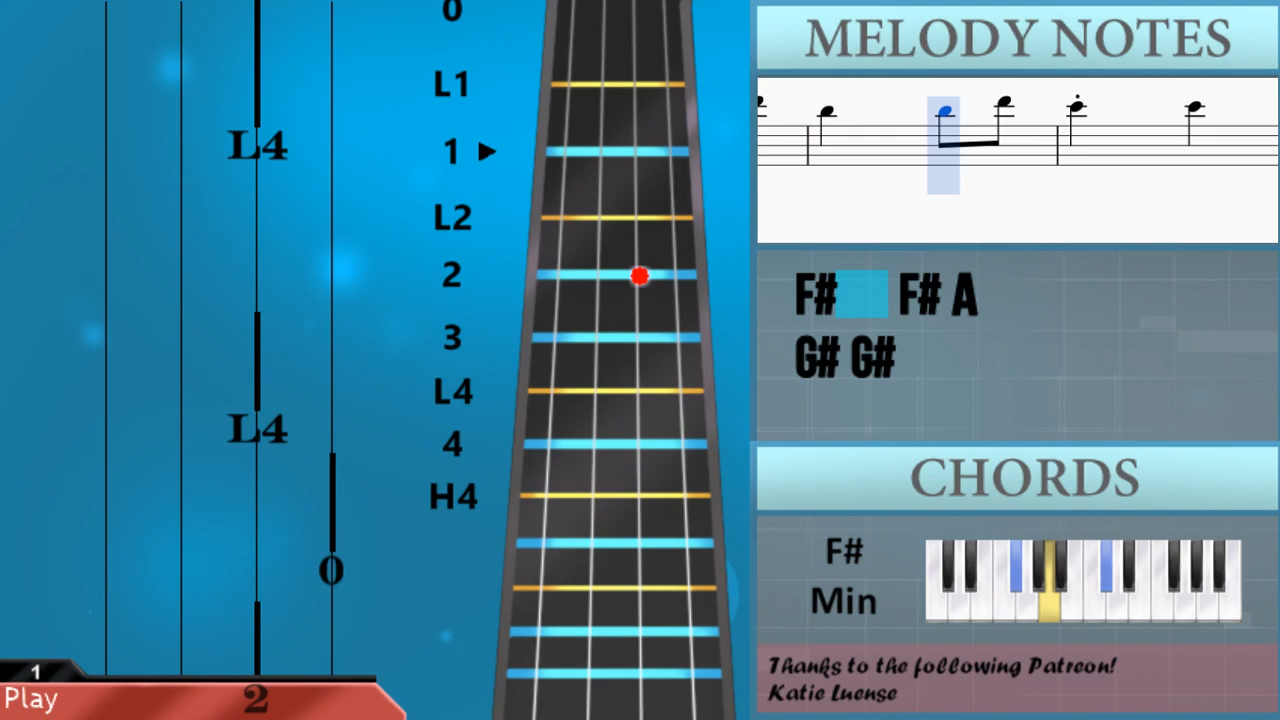 0
L1
1
L2
2
3
L4
4
H4
L4
L4
0
2
1
Play
MELODY NOTES
F# F# A
G# G#
CHORDS
F#
Min
Thanks to the following Patreon!
Katie Luense